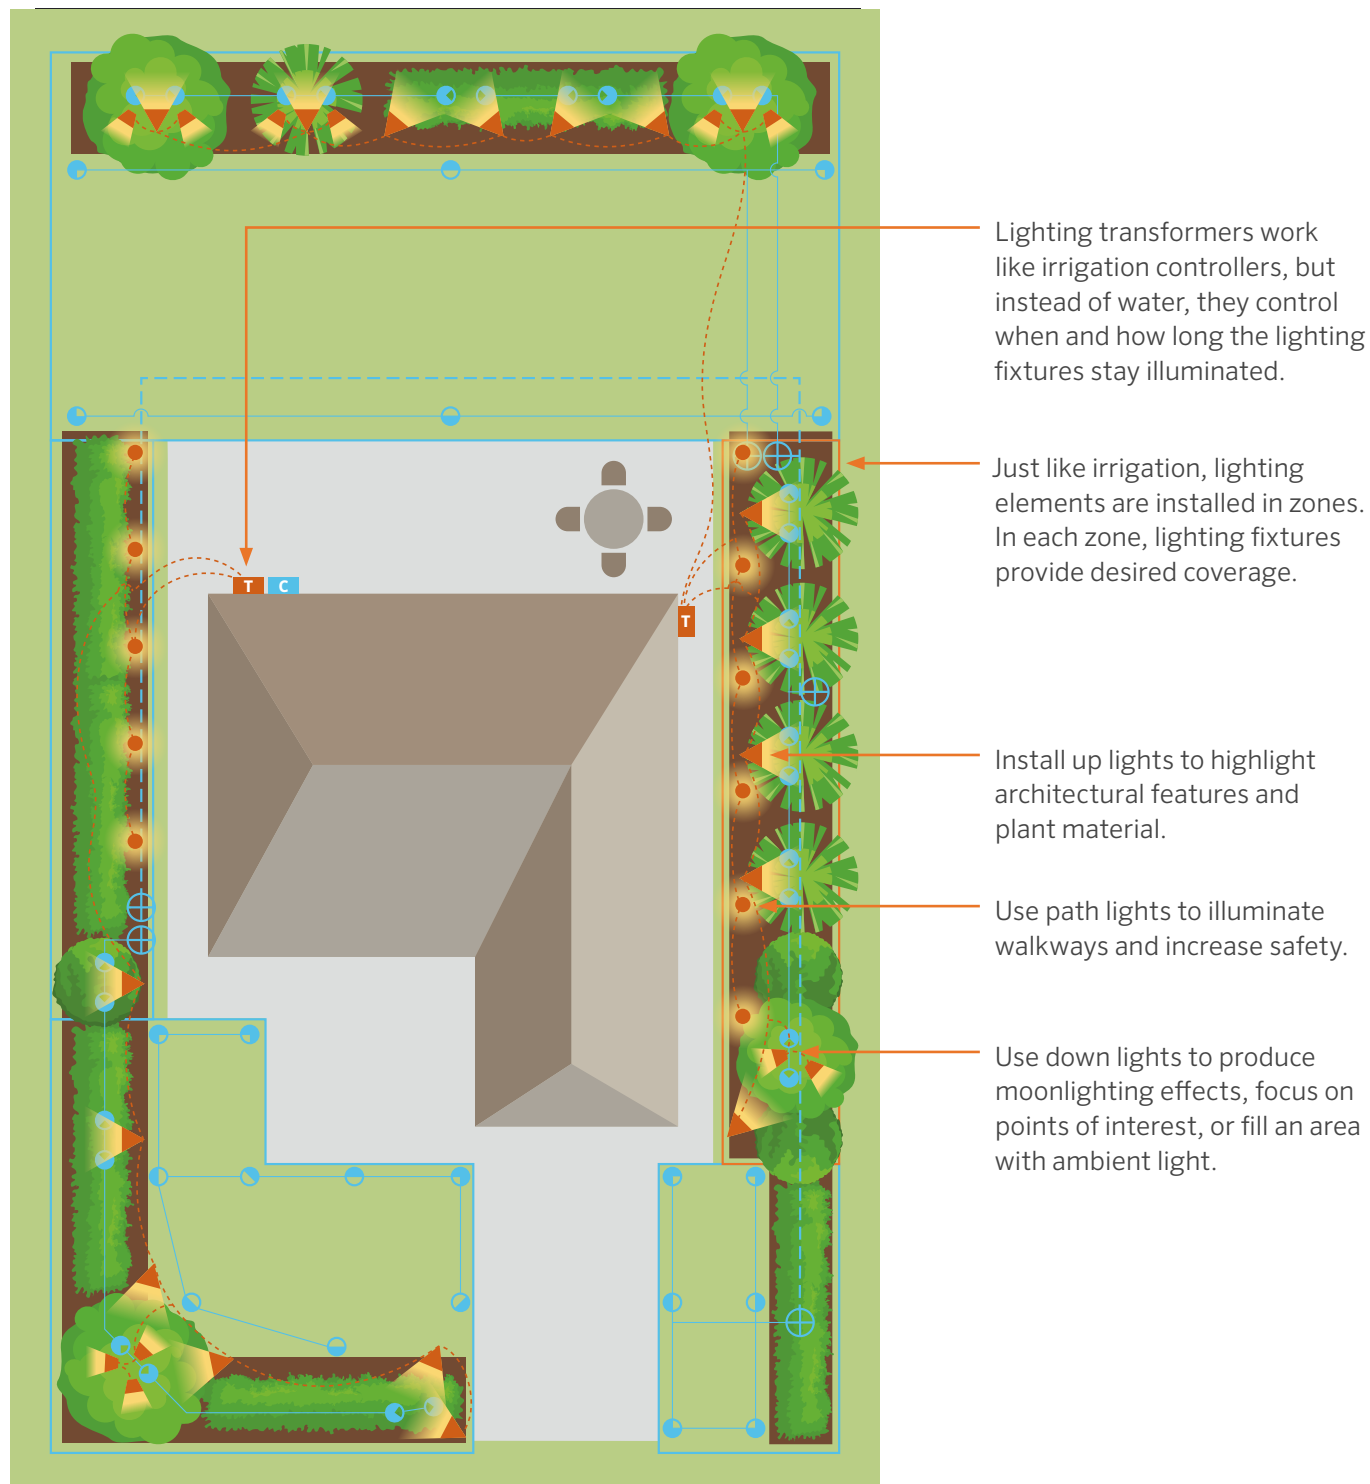 Lighting transformers work
like irrigation controllers, but
instead of water, they control
when and how long the lighting
fixtures stay illuminated.
Just like irrigation, lighting
elements are installed in zones.
In each zone, lighting fixtures
provide desired coverage.
T C
T
Install up lights to highlight
architectural features and
plant material.
Use path lights to illuminate
walkways and increase safety.
Use down lights to produce
moonlighting effects, focus on
points of interest, or fill an area
with ambient light.